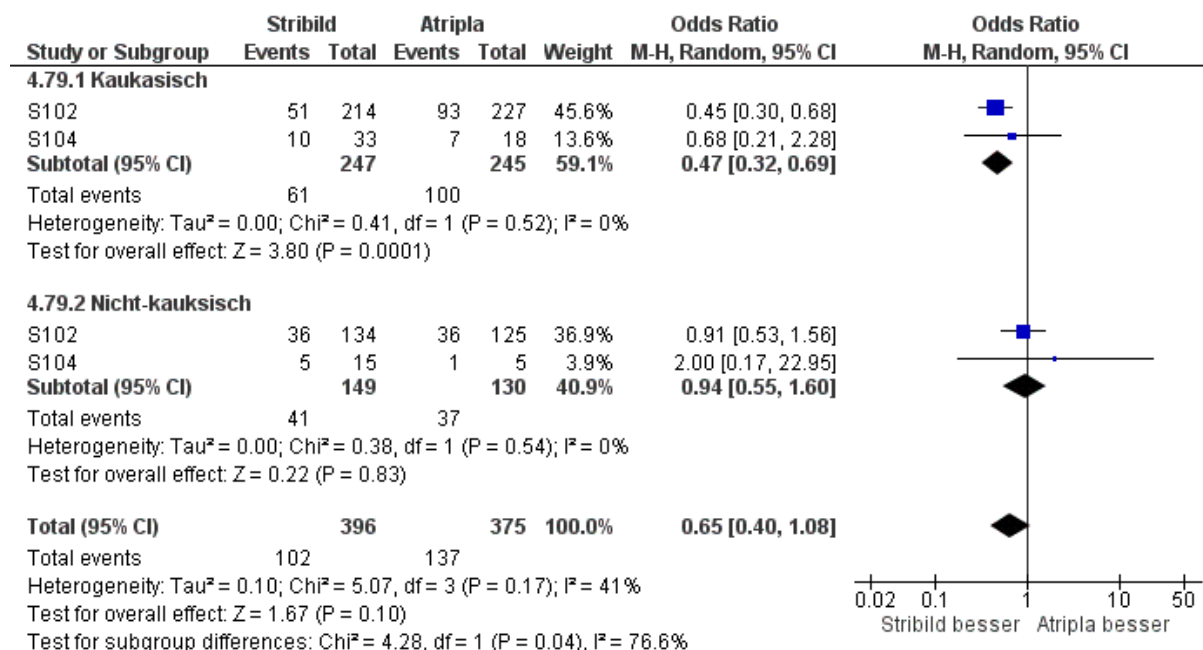 Stribild Atripla Odds Ratio Odds Ratio
Study or Subgroup Events Total Events Total Weight M-H, Random, 95% CI M-H, Random, 95% CI
4.79.1 Kaukasisch
S102 51 214 93 227 45.6% 0.45 [0.30, 0.68]
S104 10 33 7 18 13.6% 0.68 [0.21, 2.28]
Subtotal (95% CI) 247 245 59.1% 0.47 [0.32, 0.69]
Total events 61 100
Heterogeneity: Tau² = 0.00; Chi² = 0.41, df = 1 (P = 0.52); I² = 0%
Test for overall effect: Z = 3.80 (P = 0.0001)
4.79.2 Nicht-kauksisch
S102 36 134 36 125 36.9% 0.91 [0.53, 1.56]
S104 5 15 1 5 3.9% 2.00 [0.17, 22.95]
Subtotal (95% CI) 149 130 40.9% 0.94 [0.55, 1.60]
Total events 41 37
Heterogeneity: Tau² = 0.00; Chi² = 0.38, df = 1 (P = 0.54); I² = 0%
Test for overall effect: Z = 0.22 (P = 0.83)
Total (95% CI) 396 375 100.0% 0.65 [0.40, 1.08]
Total events 102 137
Heterogeneity: Tau² = 0.10; Chi² = 5.07, df = 3 (P = 0.17); I² = 41%
Test for overall effect: Z = 1.67 (P = 0.10)
Test for subgroup differences: Chi² = 4.28, df = 1 (P = 0.04), I² = 76.6%
0.02 0.1 1 10 50
Stribild besser Atripla besser